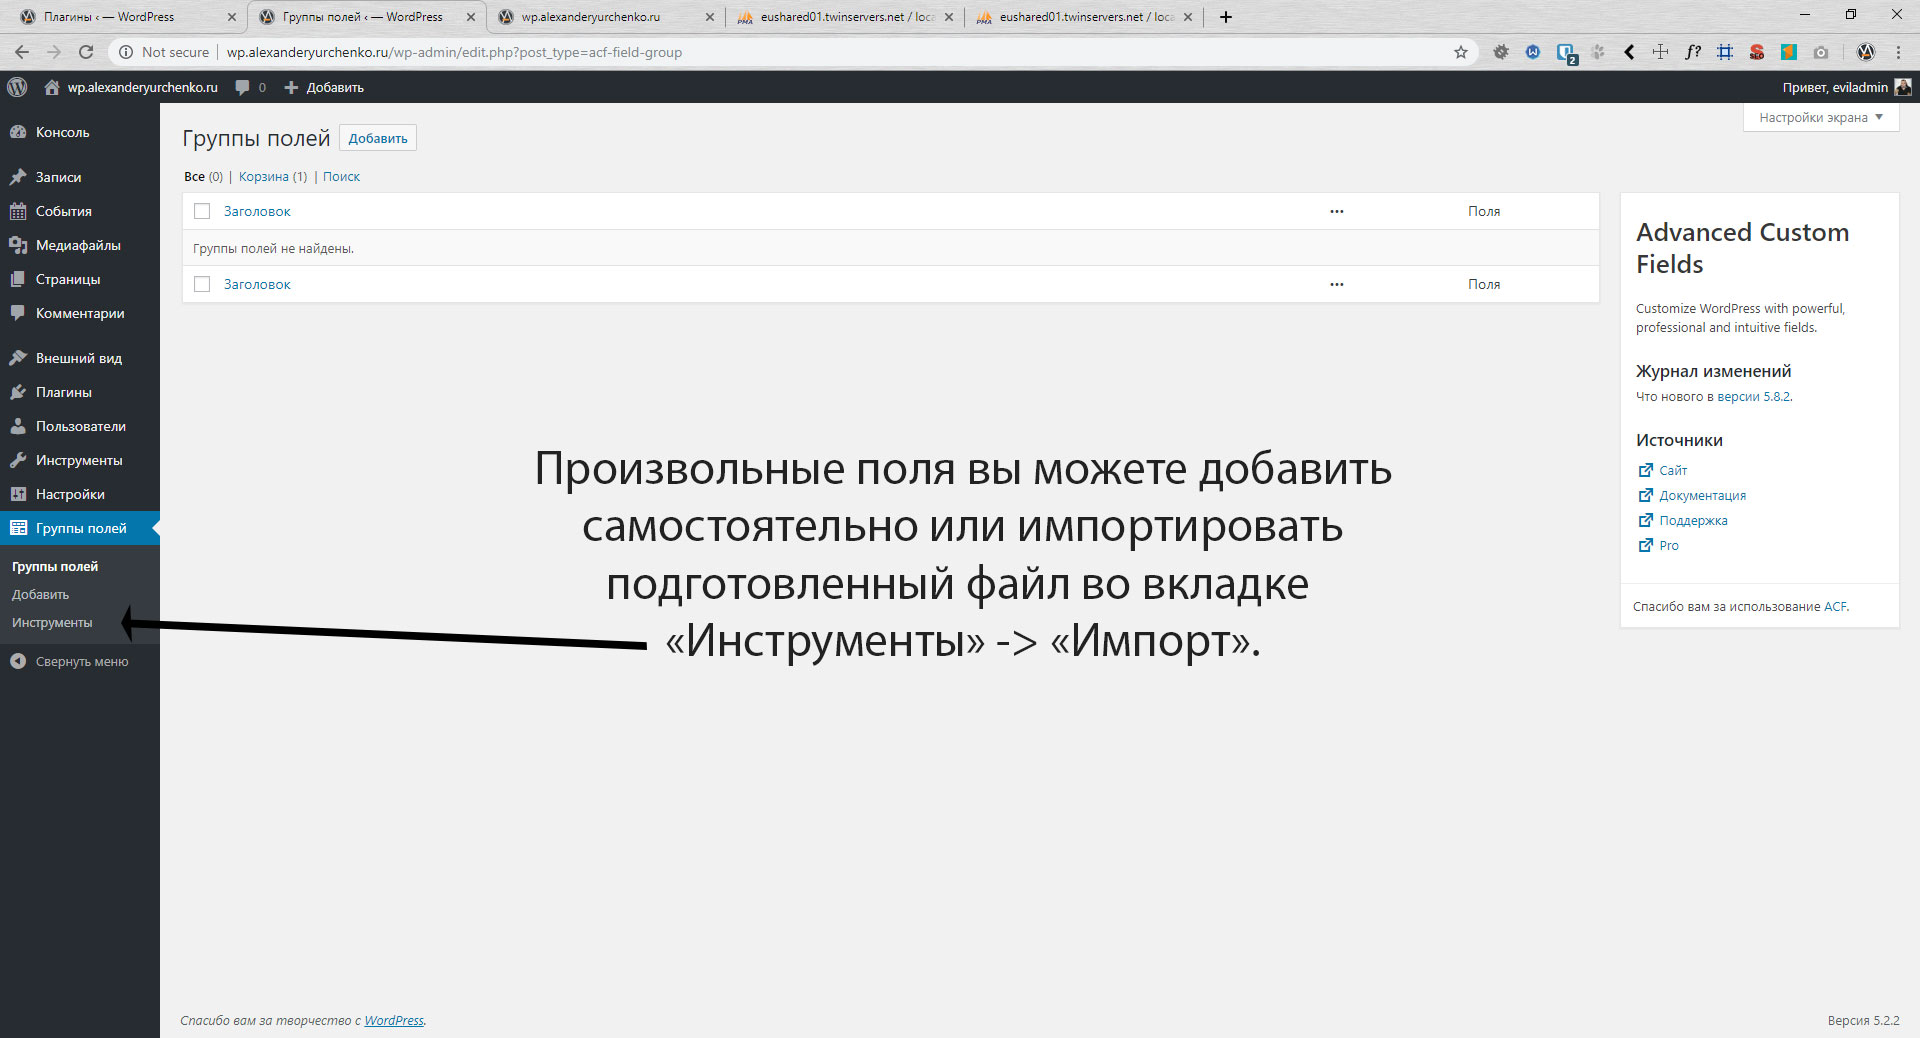 Плагины ‹ — WordPress
Группы полей ‹ — WordPress
wp.alexanderyurchenko.ru
eushared01.twinservers.net / loca
eushared01.twinservers.net / loca
Not secure
wp.alexanderyurchenko.ru/wp-admin/edit.php?post_type=acf-field-group
2
f?
SEO
wp.alexanderyurchenko.ru
0
Добавить
Привет, eviladmin
Консоль
Записи
События
Медиафайлы
Страницы
Комментарии
Внешний вид
Плагины
Пользователи
Инструменты
Настройки
Группы полей
Группы полей
Добавить
Инструменты
Свернуть меню
Настройки экрана
Группы полей
Добавить
Все (0) | Корзина (1) | Поиск
Заголовок
Поля
Группы полей не найдены.
Заголовок
Поля
Произвольные поля вы можете добавить
самостоятельно или импортировать
подготовленный файл во вкладке
«Инструменты» -> «Импорт».
Advanced Custom
Fields
Customize WordPress with powerful,
professional and intuitive fields.
Журнал изменений
Что нового в версии 5.8.2.
Источники
Сайт
Документация
Поддержка
Pro
Спасибо вам за использование ACF.
Спасибо вам за творчество с WordPress.
Версия 5.2.2